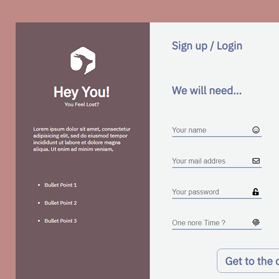 Hey You!
You Feel Lost?
Lorem ipsum dolor sit amet, consectetur
adipiscing elit, sed do eiusmod tempor
incididunt ut labore et dolore magna
aliqua. Ut enim ad minim veniam,
Bullet Point 1
Bullet Point 2
Bullet Point 3
Sign up / Login
We will need...
Your name
Your mail addres
Your password
One nore Time ?
Get to the